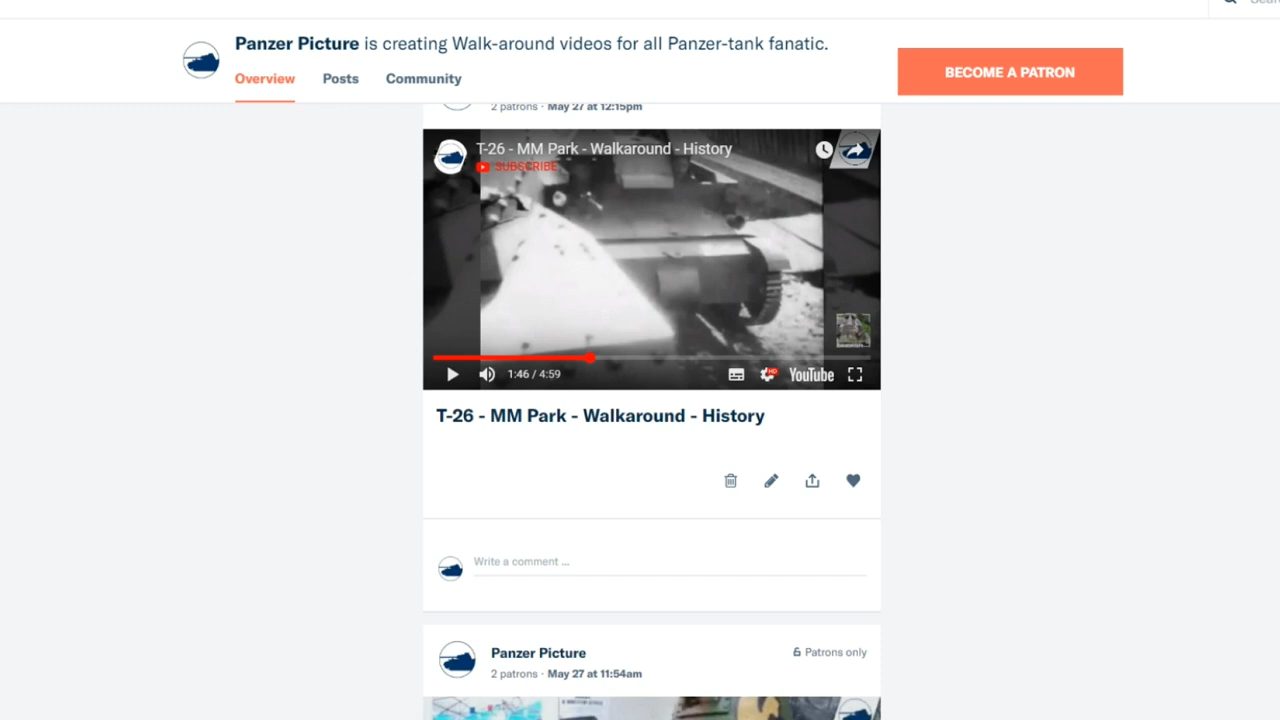 Panzer Picture is creating Walk-around videos for all Panzer-tank fanatic.
Overview Posts Community
BECOME A PATRON
2 patrons · May 27 at 12:15pm
T-26 - MM Park - Walkaround - History
SUBSCRIBE
1:46 / 4:59
HD
YouTube
T-26 - MM Park - Walkaround - History
Write a comment ...
Panzer Picture
Patrons only
2 patrons · May 27 at 11:54am